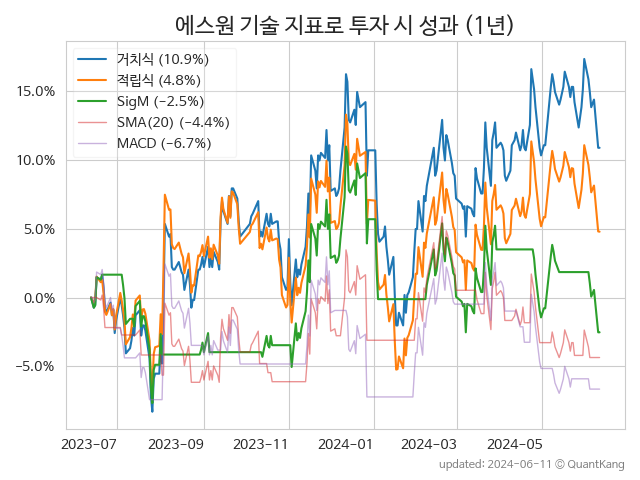 에스원 기술 지표로 투자 시 성과 (1년)
거치식 (10.9%)
적립식 (4.8%)
SigM (−2.5%)
SMA(20) (−4.4%)
MACD (−6.7%)
15.0%
10.0%
5.0%
0.0%
−5.0%
2023-07 2023-09 2023-11 2024-01 2024-03 2024-05
updated: 2024-06-11 © QuantKang